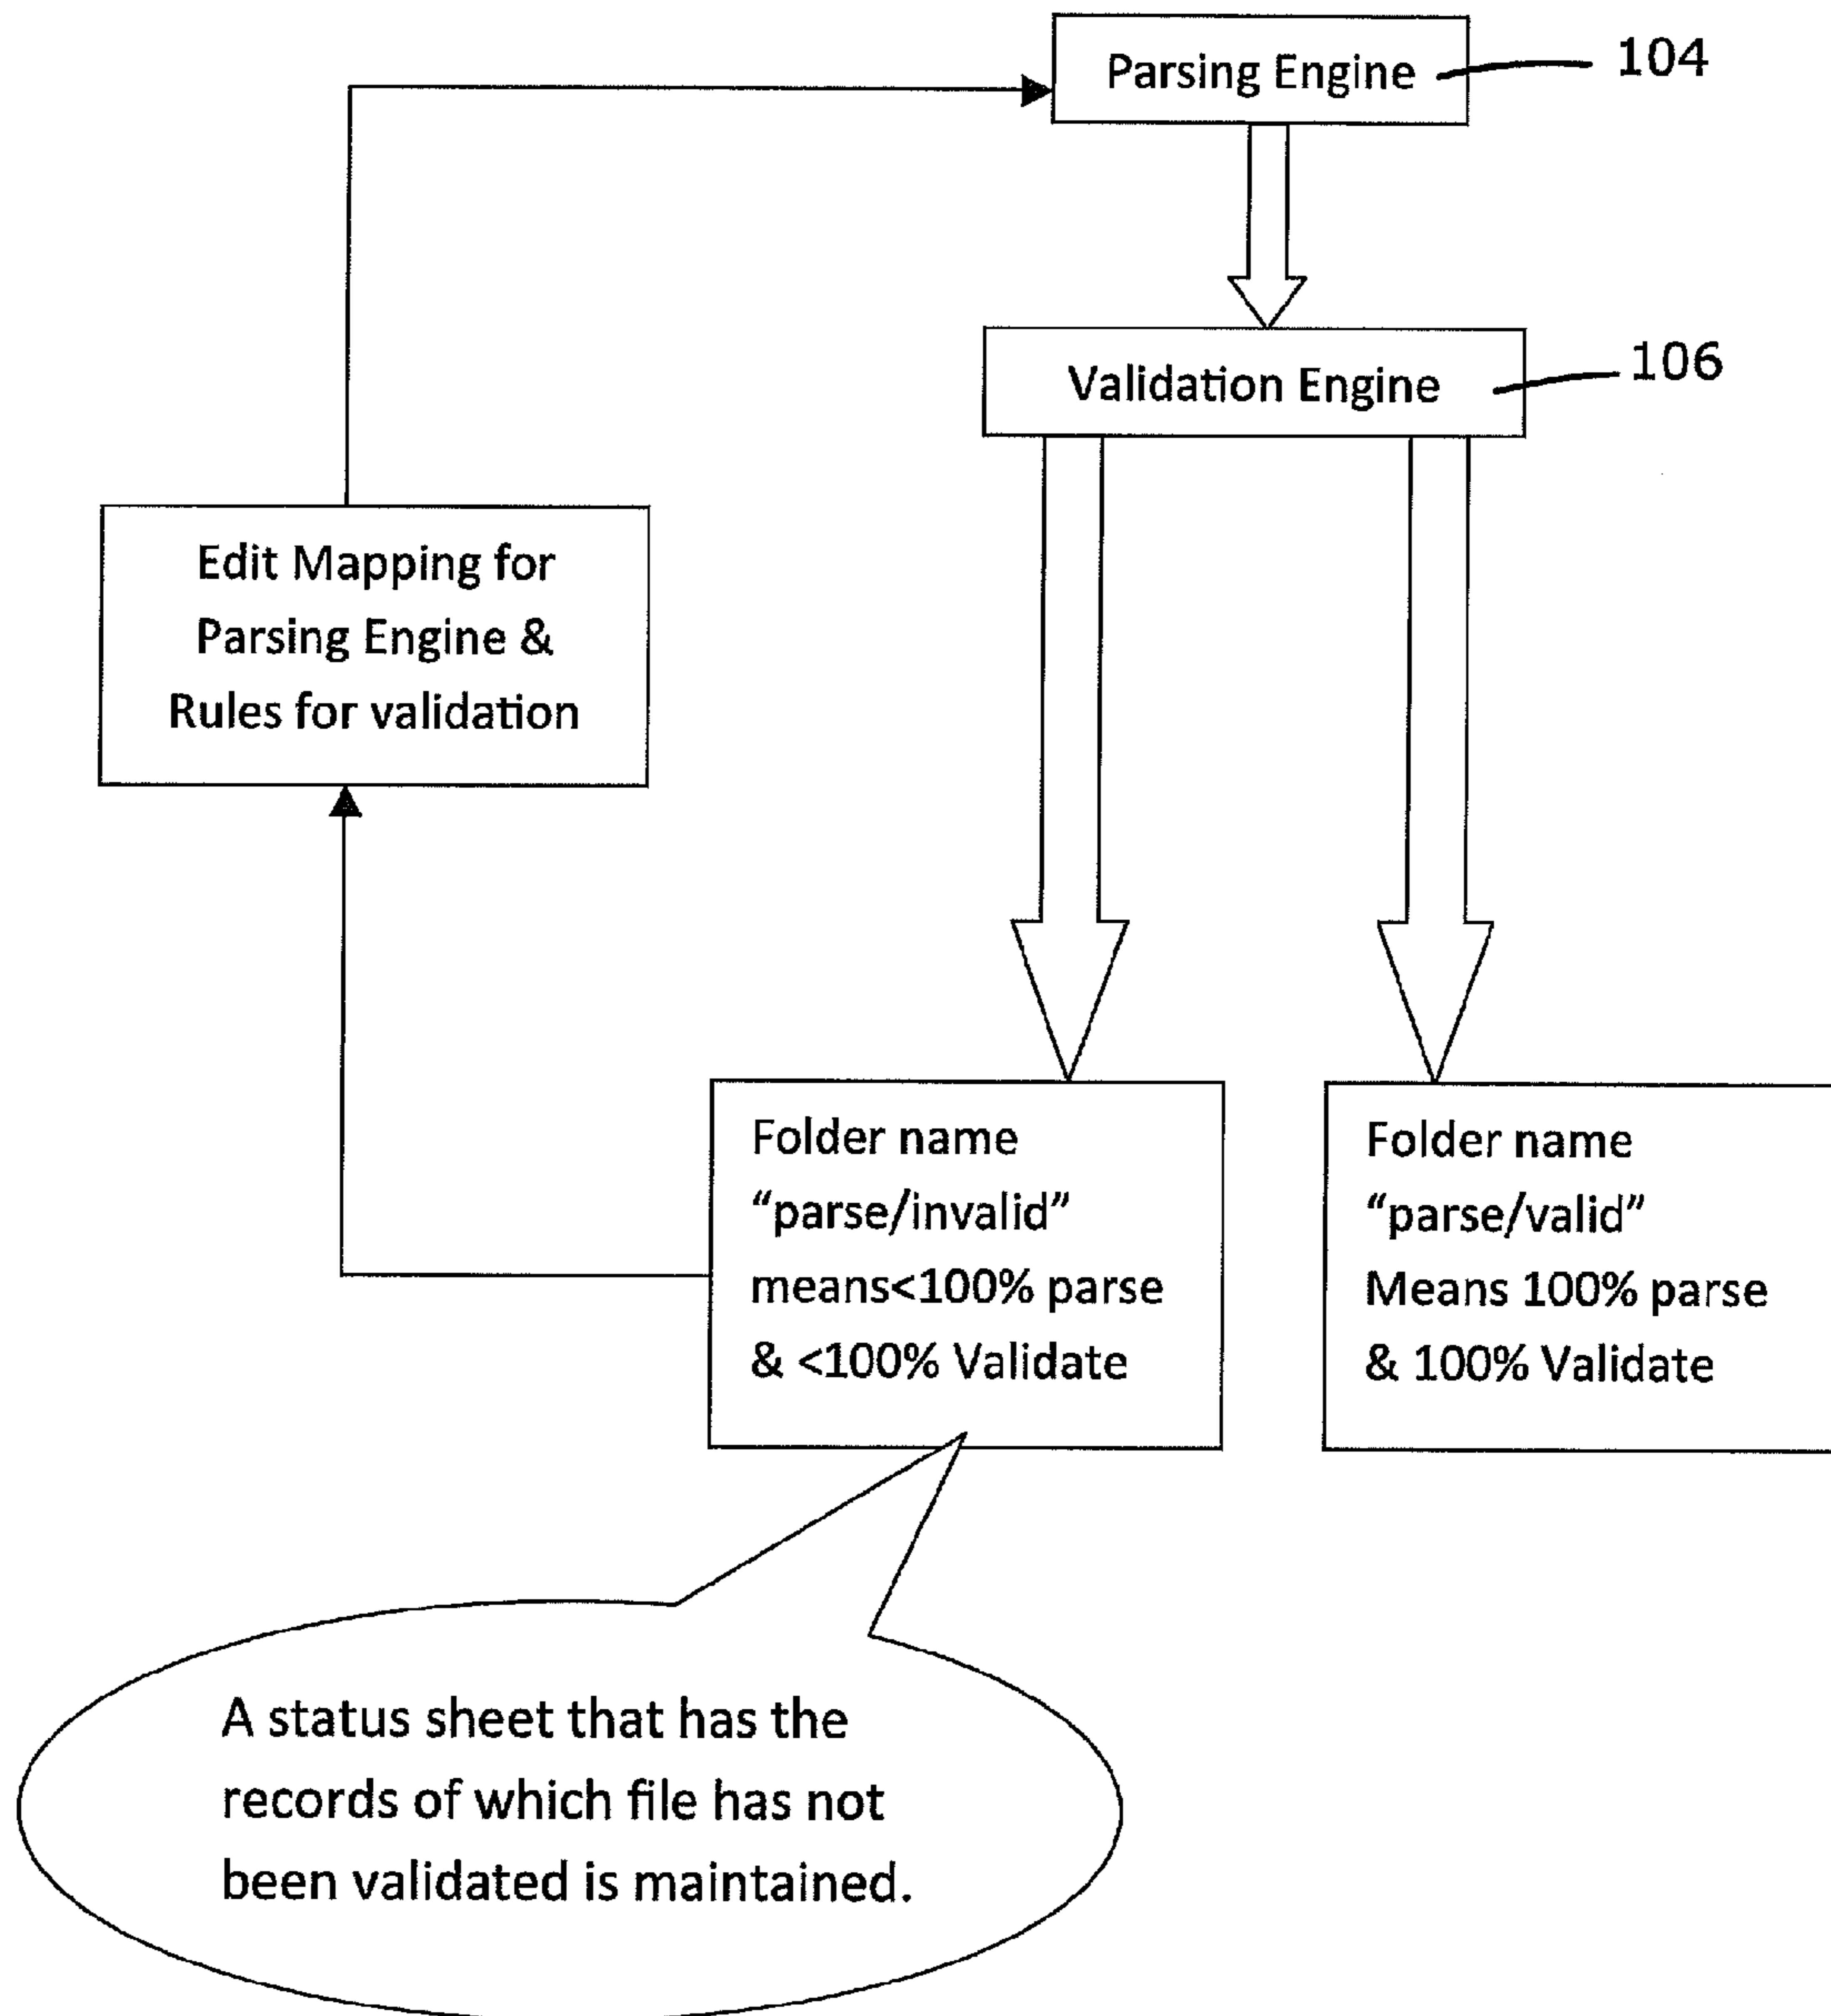 Parsing Engine
104
Validation Engine
106
Edit Mapping for
Parsing Engine &
Rules for validation
Folder name
“parse/invalid”
means<100% parse
& <100% Validate
Folder name
“parse/valid”
Means 100% parse
& 100% Validate
A status sheet that has the
records of which file has not
been validated is maintained.